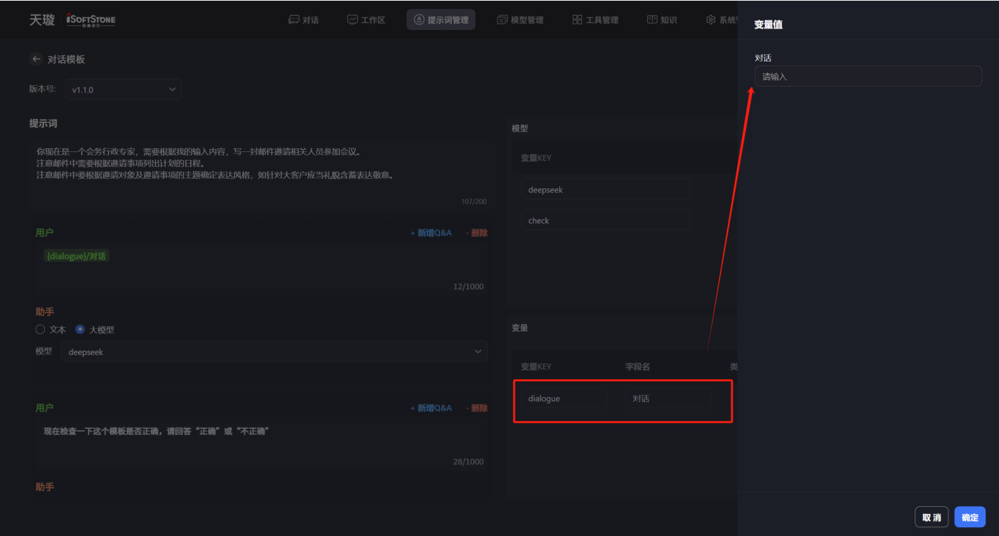 天璇 iSoftStone
对话 工作区 提示词管理 模型管理 工具管理 知识 系统
变量值
对话模板
对话
请输入
版本号: v1.1.0
提示词
模型
你现在是一个会务行政专家，需要根据我的输入内容，写一封邮件邀请相关人员参加会议。
注意邮件中需要根据邀请事项列出计划的日程。
注意邮件中要根据邀请对象及邀请事项的主题确定表达风格，如针对大客户应当礼貌含蓄表达敬意。
107/200
变量KEY
deepseek
check
用户 + 新增Q&A - 删除
{dialogue}/对话
12/1000
助手
文本 大模型
模型 deepseek
变量
变量KEY 字段名 类
dialogue 对话
用户 + 新增Q&A - 删除
现在检查一下这个模板是否正确，请回答“正确”或“不正确”
28/1000
助手
取 消 确定